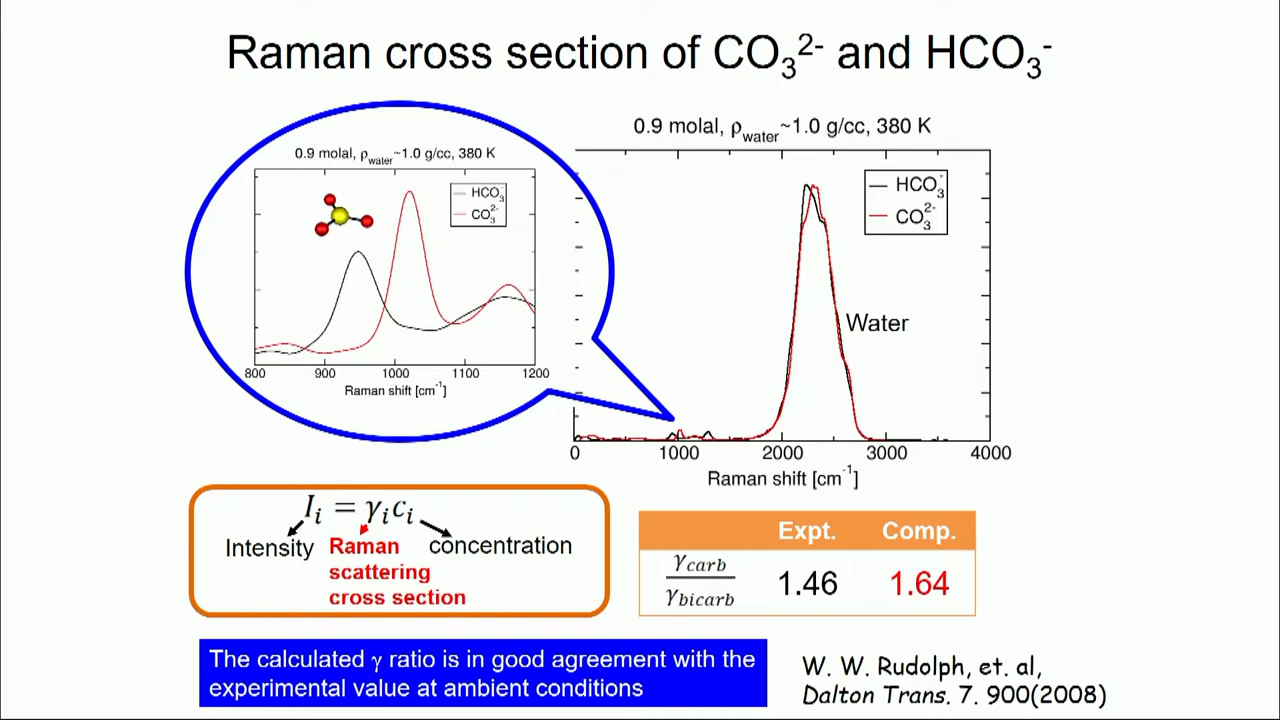 Raman cross section of CO₃²⁻ and HCO₃⁻
0.9 molal, ρwater~1.0 g/cc, 380 K
HCO₃⁻
CO₃²⁻
800 900 1000 1100 1200
Raman shift [cm⁻¹]
0.9 molal, ρwater~1.0 g/cc, 380 K
HCO₃⁻
CO₃²⁻
Water
0 1000 2000 3000 4000
Raman shift [cm⁻¹]
Iᵢ = γᵢcᵢ
Intensity
Raman
scattering
cross section
concentration
Expt. Comp.
γcarb
γbicarb
1.46 1.64
The calculated γ ratio is in good agreement with the
experimental value at ambient conditions
W. W. Rudolph, et. al,
Dalton Trans. 7. 900(2008)